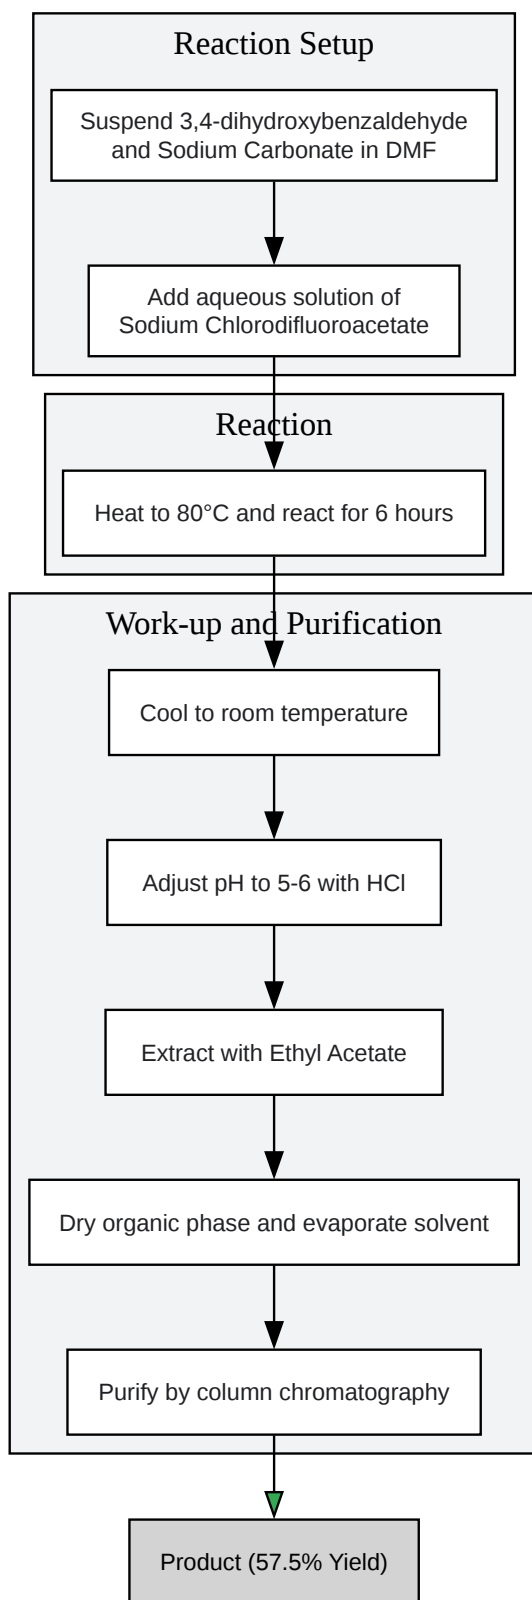 Reaction Setup
Suspend 3,4-dihydroxybenzaldehyde
and Sodium Carbonate in DMF
Add aqueous solution of
Sodium Chlorodifluoroacetate
Reaction
Heat to 80°C and react for 6 hours
Work-up and Purification
Cool to room temperature
Adjust pH to 5-6 with HCl
Extract with Ethyl Acetate
Dry organic phase and evaporate solvent
Purify by column chromatography
Product (57.5% Yield)